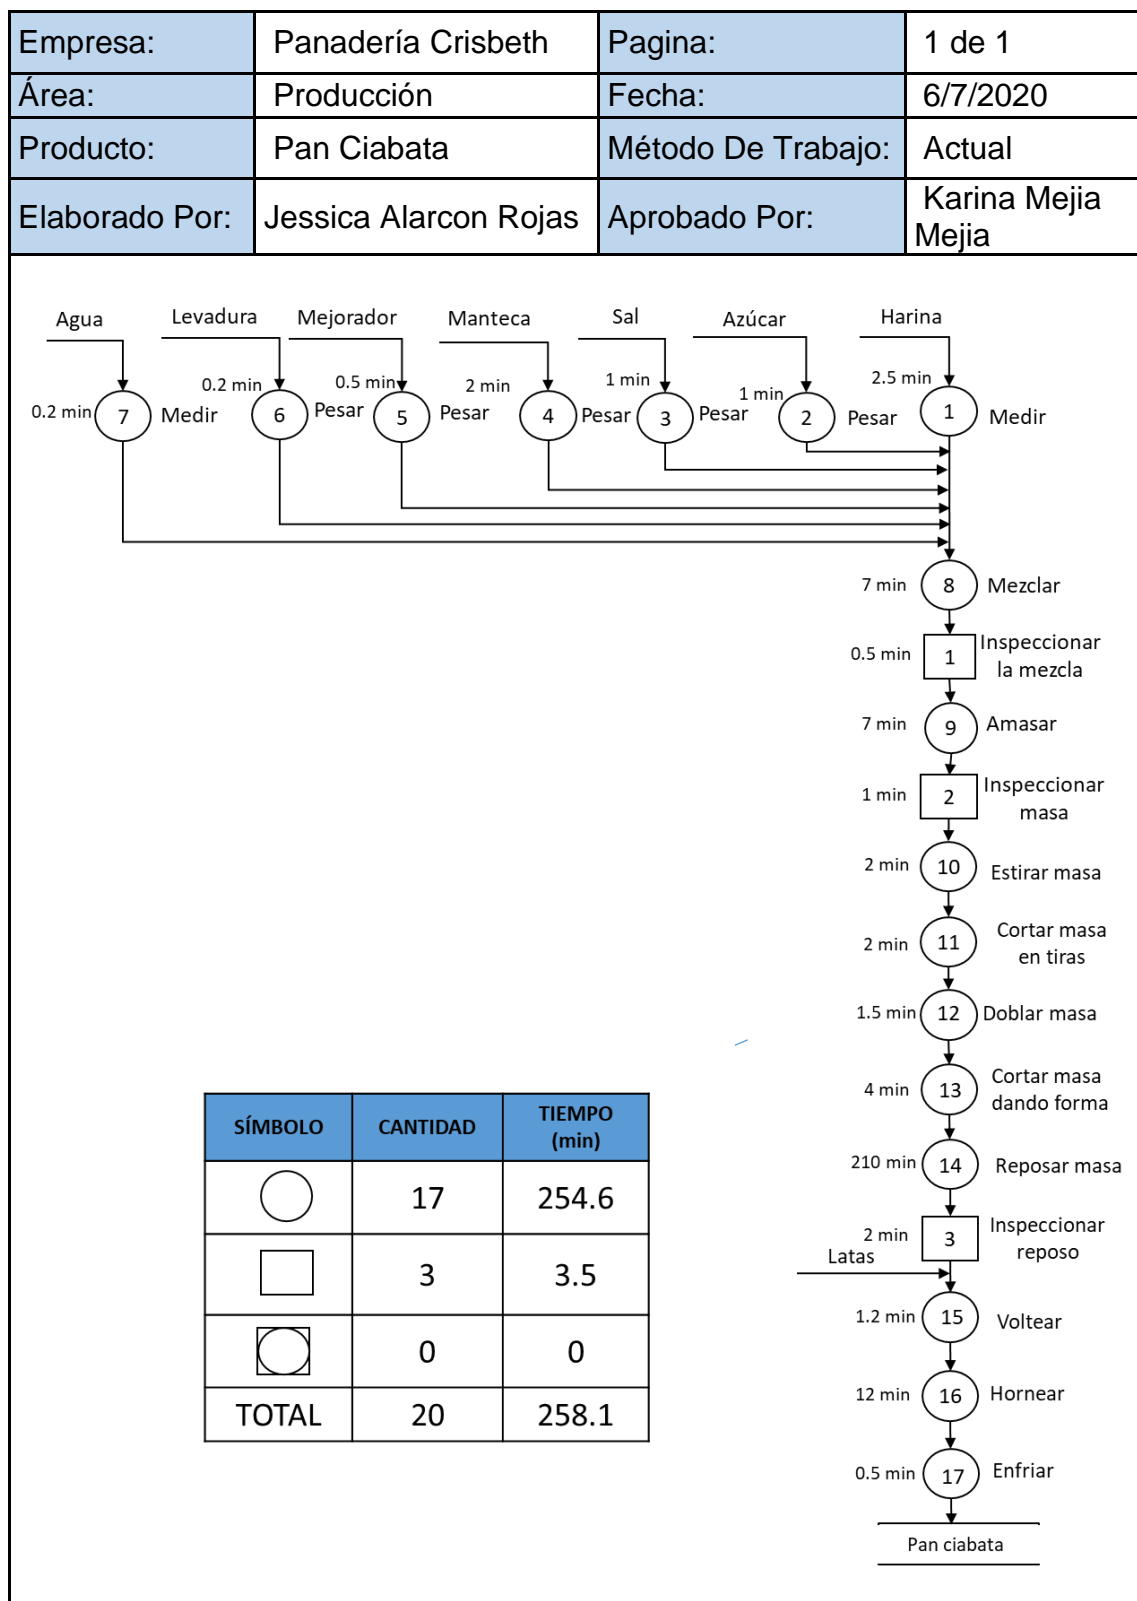 Empresa: Panadería Crisbeth Pagina: 1 de 1
Área: Producción Fecha: 6/7/2020
Producto: Pan Ciabata Método De Trabajo: Actual
Elaborado Por: Jessica Alarcon Rojas Aprobado Por: Karina Mejia
Mejia
Agua Levadura Mejorador Manteca Sal Azúcar Harina
0.2 min 7 Medir 0.2 min 6 Pesar 0.5 min 5 Pesar 2 min 4 Pesar 1 min 3 Pesar 1 min 2 Pesar 2.5 min 1 Medir
7 min 8 Mezclar
0.5 min 1 Inspeccionar
la mezcla
7 min 9 Amasar
1 min 2 Inspeccionar
masa
2 min 10 Estirar masa
2 min 11 Cortar masa
en tiras
1.5 min 12 Doblar masa
4 min 13 Cortar masa
dando forma
210 min 14 Reposar masa
2 min 3 Inspeccionar
reposo
Latas
1.2 min 15 Voltear
12 min 16 Hornear
0.5 min 17 Enfriar
Pan ciabata
SÍMBOLO CANTIDAD TIEMPO
(min)
17 254.6
3 3.5
0 0
TOTAL 20 258.1